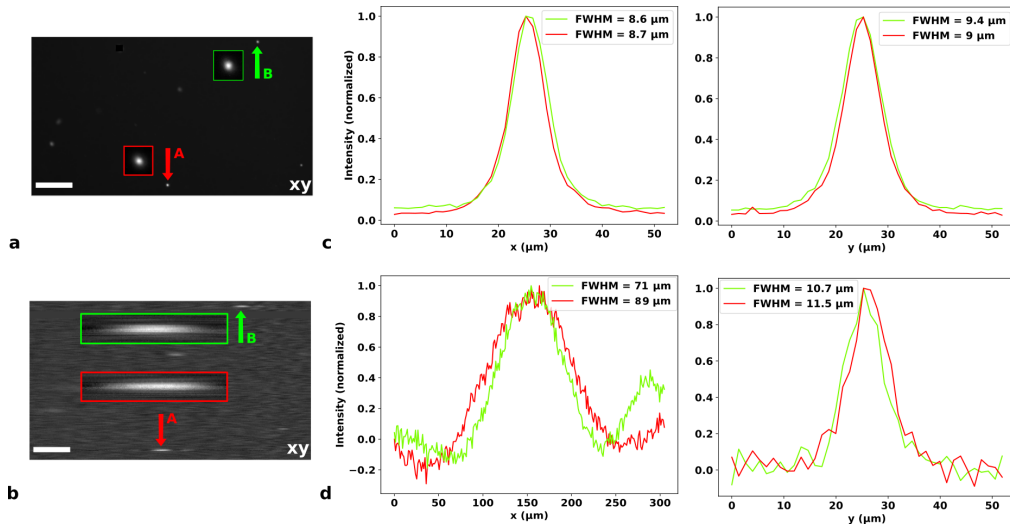 B
A
xy
a
Intensity (normalized)
1.0
0.8
0.6
0.4
0.2
0.0
FWHM = 8.6 μm
FWHM = 8.7 μm
0 10 20 30 40 50
x (μm)
c
1.0
0.8
0.6
0.4
0.2
0.0
FWHM = 9.4 μm
FWHM = 9 μm
0 10 20 30 40 50
y (μm)
B
A
xy
b
Intensity (normalized)
1.0
0.8
0.6
0.4
0.2
0.0
−0.2
FWHM = 71 μm
FWHM = 89 μm
0 50 100 150 200 250 300
x (μm)
d
1.0
0.8
0.6
0.4
0.2
0.0
FWHM = 10.7 μm
FWHM = 11.5 μm
0 10 20 30 40 50
y (μm)